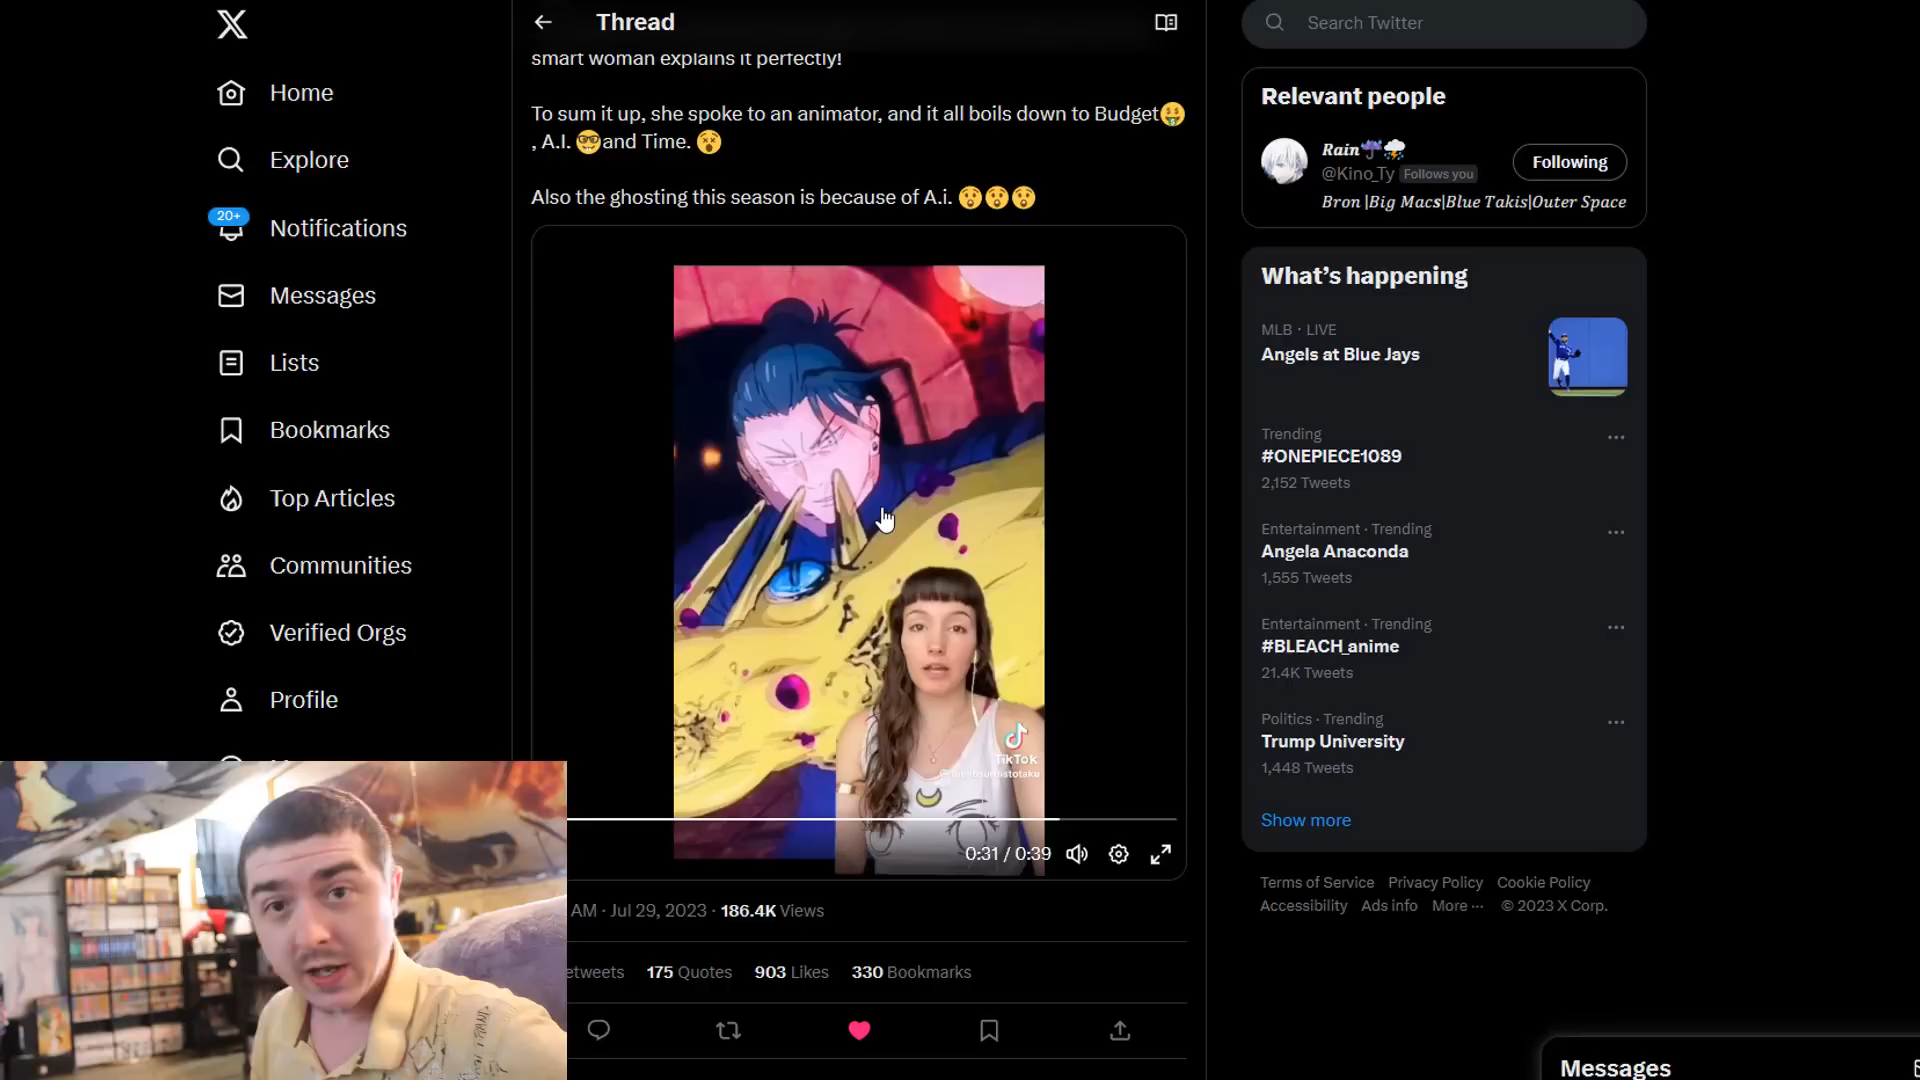 Home
Explore
20+
Notifications
Messages
Lists
Bookmarks
Top Articles
Communities
Verified Orgs
Profile
Thread
smart woman explains it perfectly!
To sum it up, she spoke to an animator, and it all boils down to Budget🤑
, A.I. 🤓and Time. 😵
Also the ghosting this season is because of A.i. 😲😲😲
TikTok
0:31 / 0:39
AM · Jul 29, 2023 · 186.4K Views
etweets 175 Quotes 903 Likes 330 Bookmarks
Search Twitter
Relevant people
Rain☔⛈️
@Kino_Ty Follows you
Following
Bron |Big Macs|Blue Takis|Outer Space
What's happening
MLB · LIVE
Angels at Blue Jays
Trending
#ONEPIECE1089
2,152 Tweets
Entertainment · Trending
Angela Anaconda
1,555 Tweets
Entertainment · Trending
#BLEACH_anime
21.4K Tweets
Politics · Trending
Trump University
1,448 Tweets
Show more
Terms of Service Privacy Policy Cookie Policy
Accessibility Ads info More ··· © 2023 X Corp.
Messages